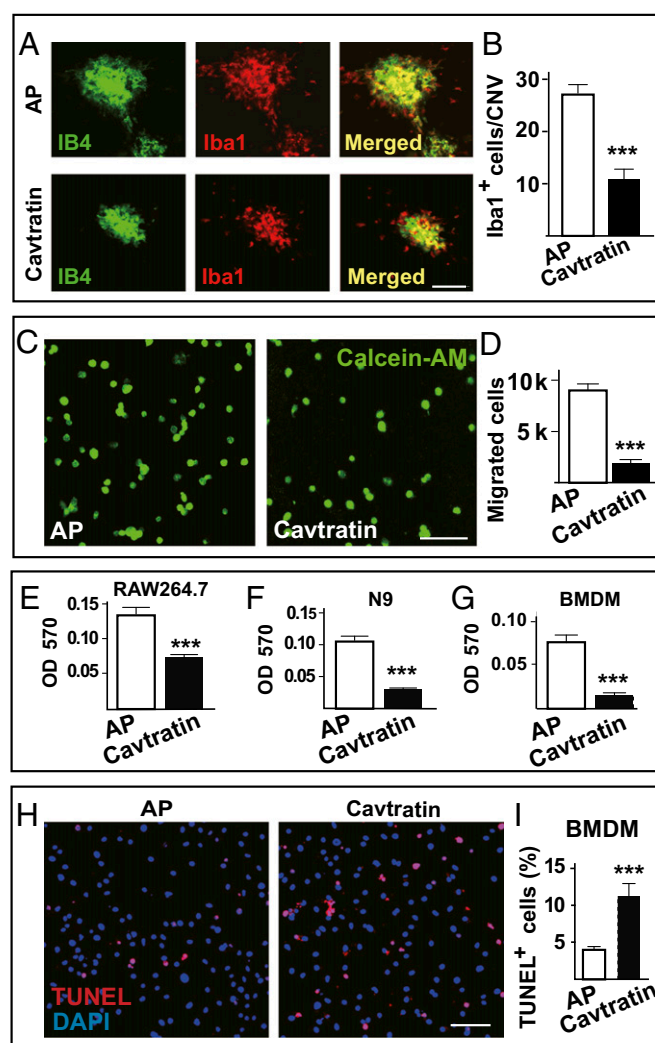 A
AP
IB4
Iba1
Merged
Cavtratin
IB4
Iba1
Merged
B
Iba1+ cells/CNV
30
20
10
***
AP
Cavtratin
C
AP
Calcein-AM
Cavtratin
D
Migrated cells
10k
5 k
***
AP
Cavtratin
E
RAW264.7
OD 570
0.15
0.10
0.05
***
AP
Cavtratin
F
N9
OD 570
0.15
0.10
0.05
***
AP
Cavtratin
G
BMDM
OD 570
0.10
0.05
***
AP
Cavtratin
H
AP
Cavtratin
TUNEL
DAPI
I
BMDM
TUNEL+ cells (%)
15
10
5
***
AP
Cavtratin